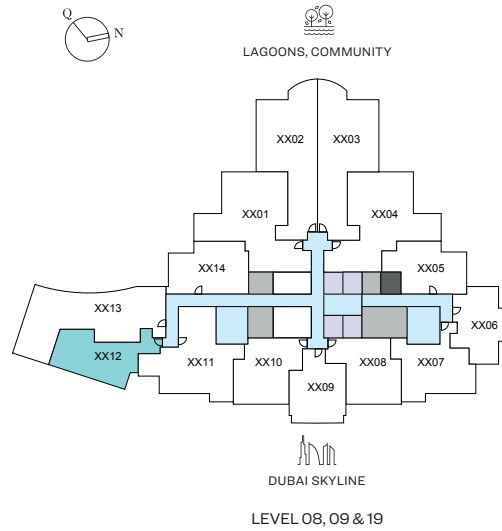 Q
N
LAGOONS, COMMUNITY
XX02 XX03
XX01 XX04
XX14 XX05
XX13
XX06
XX12
XX11 XX10 XX08 XX07
XX09
DUBAI SKYLINE
LEVEL 08, 09 & 19